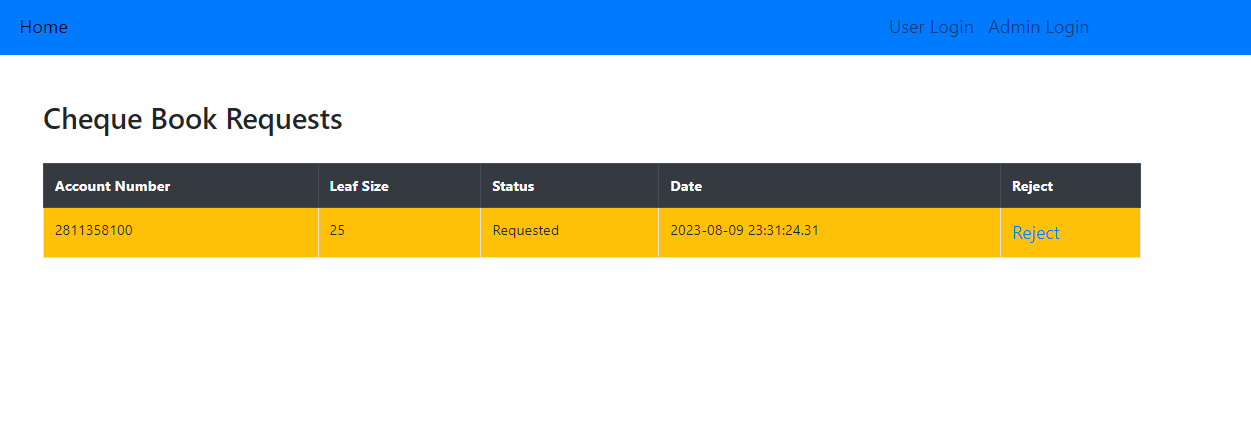 Home User Login Admin Login
Cheque Book Requests
Account Number Leaf Size Status Date Reject
2811358100 25 Requested 2023-08-09 23:31:24.31 Reject